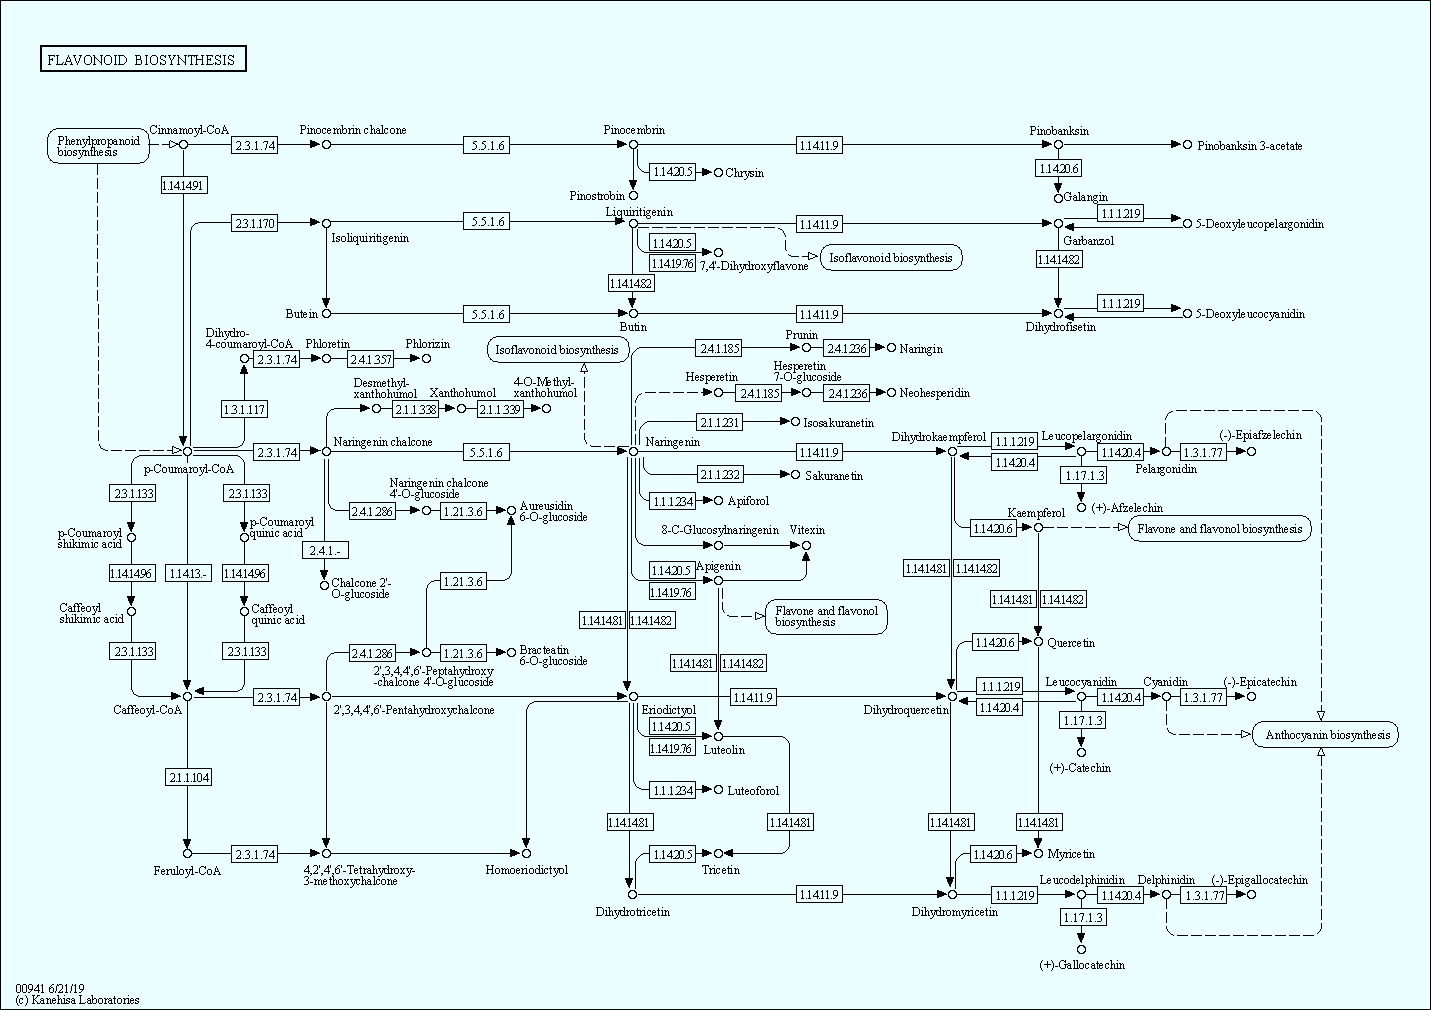 FLAVONOID BIOSYNTHESIS
Phenylpropanoid
biosynthesis
Cinnamoyl-CoA
2.3.1.74
Pinocembrin chalcone
5.5.1.6
Pinocembrin
1.14.11.9
Pinobanksin
Pinobanksin 3-acetate
1.14.14.91
1.14.20.5
Chrysin
1.14.20.6
Pinostrobin
Galangin
Liquiritigenin
2.3.1.170
5.5.1.6
1.14.11.9
1.1.1.219
5-Deoxyleucopelargonidin
Isoliquiritigenin
Garbanzol
1.14.20.5
1.14.19.76
7,4'-Dihydroxyflavone
Isoflavonoid biosynthesis
1.14.14.82
1.14.14.82
Butein
5.5.1.6
Butin
1.14.11.9
Dihydrofisetin
1.1.1.219
5-Deoxyleucocyanidin
Dihydro-
4-coumaroyl-CoA
2.3.1.74
Phloretin
2.4.1.357
Phlorizin
Isoflavonoid biosynthesis
2.4.1.185
Prunin
2.4.1.236
Naringin
Hesperetin
2.4.1.185
Hesperetin
7-O-glucoside
2.4.1.236
Neohesperidin
1.3.1.117
Desmethyl-
xanthohumol
2.1.1.338
Xanthohumol
2.1.1.339
4-O-Methyl-
xanthohumol
2.1.1.231
Isosakuranetin
p-Coumaroyl-CoA
2.3.1.74
Naringenin chalcone
5.5.1.6
Naringenin
1.14.11.9
Dihydrokaempferol
1.1.1.219
1.14.20.4
Leucopelargonidin
1.14.20.4
Pelargonidin
1.3.1.77
(-)-Epiafzelechin
1.17.1.3
(+)-Afzelechin
2.1.1.232
Sakuranetin
1.1.1.234
Apiforol
2.3.1.133
2.3.1.133
Naringenin chalcone
4'-O-glucoside
2.4.1.286
1.21.3.6
Aureusidin
6-O-glucoside
p-Coumaroyl
shikimic acid
p-Coumaroyl
quinic acid
2.4.1.-
Chalcone 2'-
O-glucoside
1.21.3.6
8-C-Glucosylnaringenin
Vitexin
Kaempferol
1.14.20.6
Flavone and flavonol biosynthesis
1.14.14.96
1.14.13.-
1.14.14.96
1.14.20.5
1.14.19.76
Apigenin
1.14.14.81
1.14.14.82
Caffeoyl
shikimic acid
Caffeoyl
quinic acid
1.14.14.81
1.14.14.82
Flavone and flavonol
biosynthesis
1.14.14.81
1.14.14.82
2.3.1.133
2.3.1.133
2.4.1.286
1.21.3.6
Bracteatin
6-O-glucoside
2',3,4,4',6'-Peptahydroxy
-chalcone 4'-O-glucoside
1.14.14.81
1.14.14.82
1.14.20.6
Quercetin
Caffeoyl-CoA
2.3.1.74
2',3,4,4',6'-Pentahydroxychalcone
Eriodictyol
1.14.11.9
Dihydroquercetin
1.1.1.219
1.14.20.4
Leucocyanidin
1.14.20.4
Cyanidin
1.3.1.77
(-)-Epicatechin
1.17.1.3
(+)-Catechin
Anthocyanin biosynthesis
1.14.20.5
1.14.19.76
Luteolin
2.1.1.104
1.1.1.234
Luteoforol
1.14.14.81
1.14.14.81
1.14.14.81
1.14.14.81
Feruloyl-CoA
2.3.1.74
4,2',4',6'-Tetrahydroxy-
3-methoxychalcone
Homoeriodictyol
1.14.20.5
Tricetin
1.14.20.6
Myricetin
Dihydrotricetin
1.14.11.9
Dihydromyricetin
1.1.1.219
Leucodelphinidin
1.14.20.4
Delphinidin
1.3.1.77
(-)-Epigallocatechin
1.17.1.3
(+)-Gallocatechin
00941 6/21/19
(c) Kanehisa Laboratories